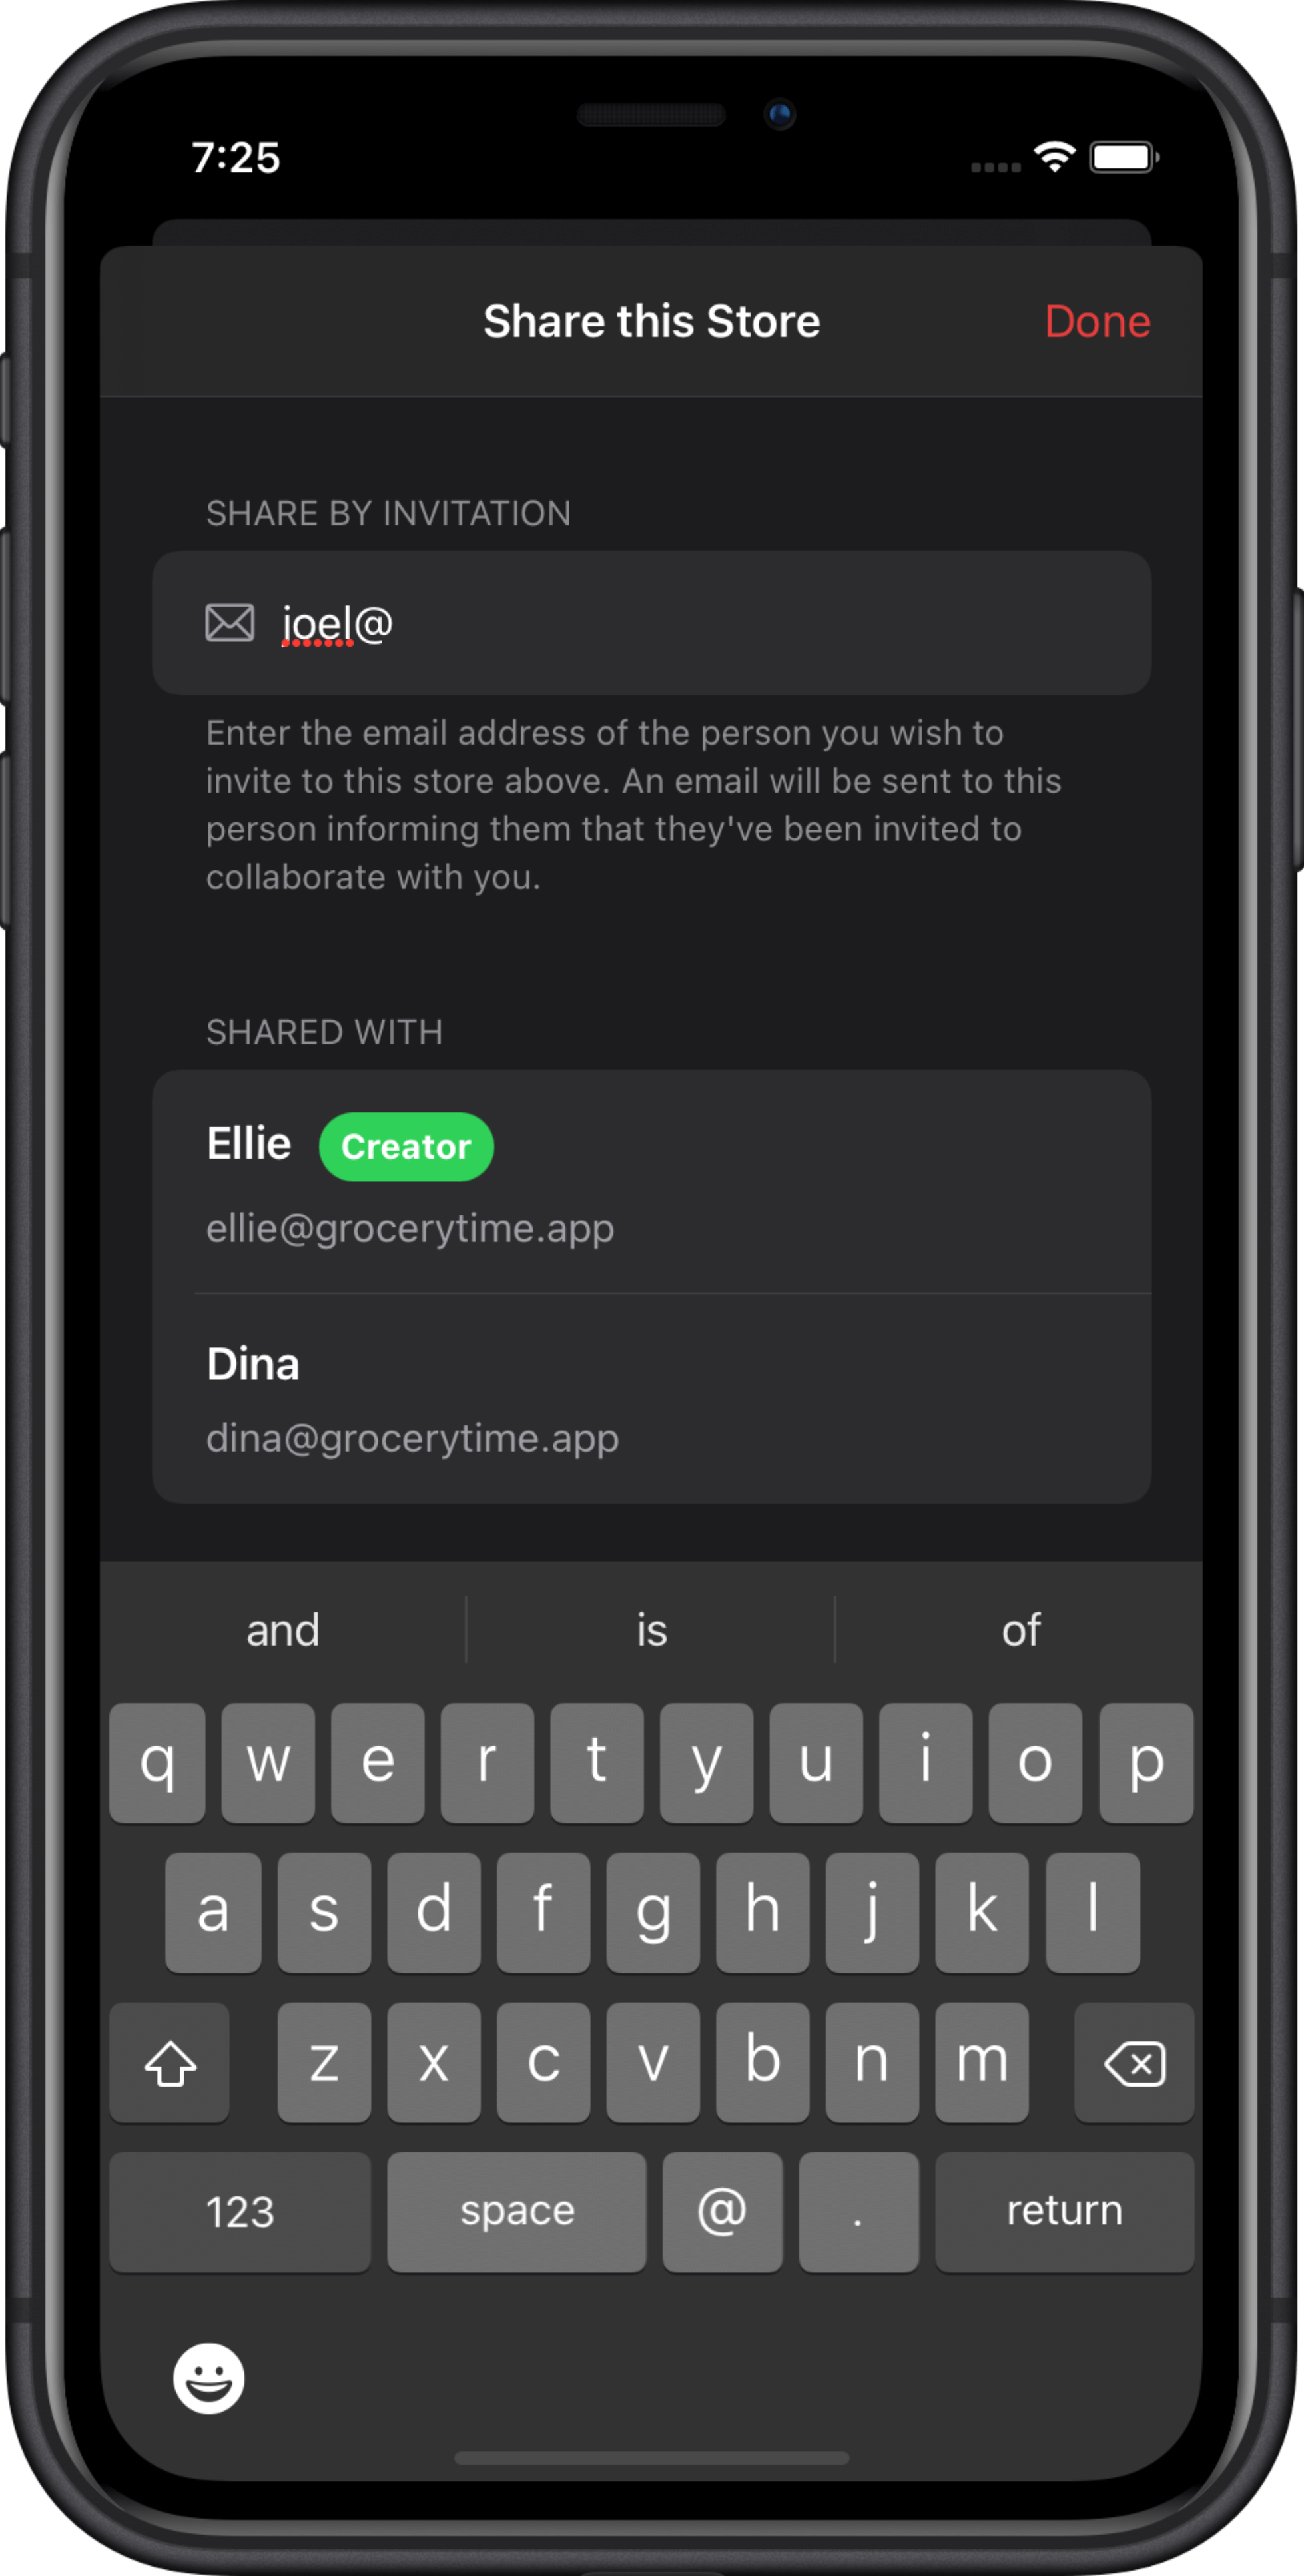 7:25
Share this Store
Done
SHARE BY INVITATION
joel@
Enter the email address of the person you wish to
invite to this store above. An email will be sent to this
person informing them that they've been invited to
collaborate with you.
SHARED WITH
Ellie Creator
ellie@grocerytime.app
Dina
dina@grocerytime.app
and is of
q w e r t y u i o p
a s d f g h j k l
z x c v b n m
123 space @ . return